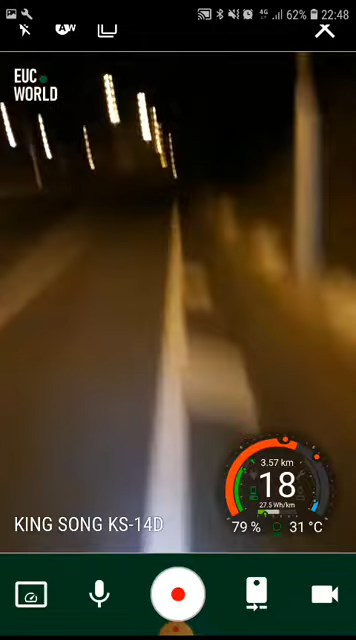 4G 62% 22:48
AW
EUC
WORLD
3.57 km
18
27.5 Wh/km
79 % 31 °C
KING SONG KS-14D